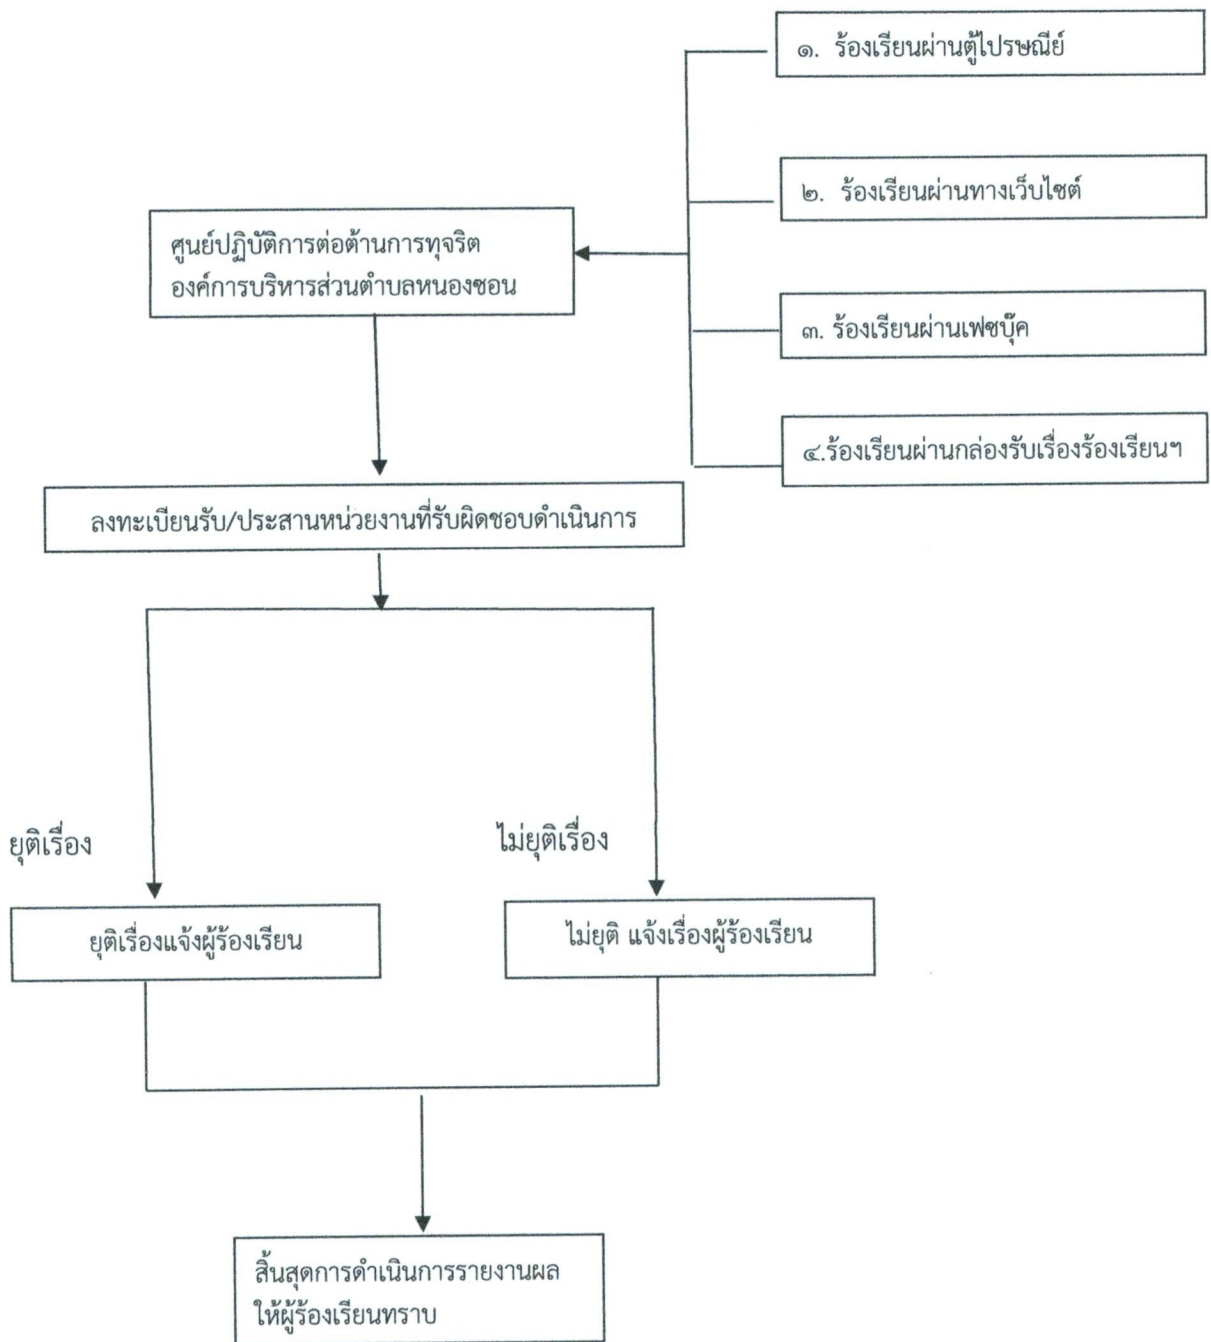 ๑. ร้องเรียนผ่านตู้ไปรษณีย์
๒. ร้องเรียนผ่านทางเว็บไซต์
ศูนย์ปฏิบัติการต่อต้านการทุจริต
องค์การบริหารส่วนตำบลหนองซอน
๓. ร้องเรียนผ่านเฟซบุ๊ค
๔.ร้องเรียนผ่านกล่องรับเรื่องร้องเรียนฯ
ลงทะเบียนรับ/ประสานหน่วยงานที่รับผิดชอบดำเนินการ
ยุติเรื่อง
ไม่ยุติเรื่อง
ยุติเรื่องแจ้งผู้ร้องเรียน
ไม่ยุติ แจ้งเรื่องผู้ร้องเรียน
สิ้นสุดการดำเนินการรายงานผล
ให้ผู้ร้องเรียนทราบ